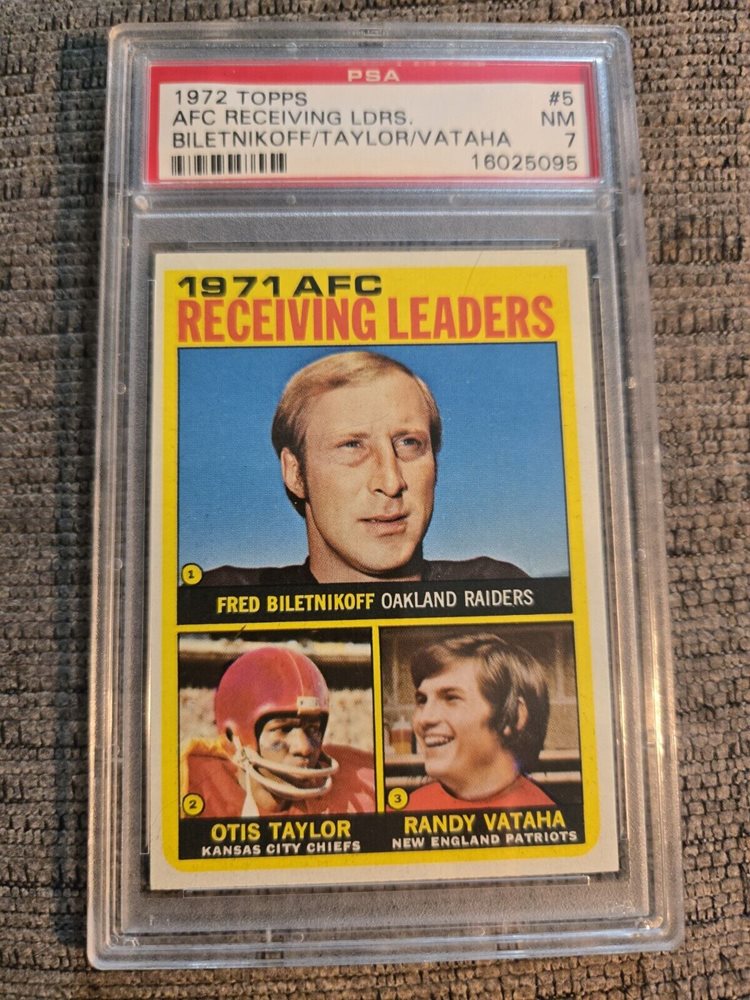 PSA
1972 TOPPS #5
AFC RECEIVING LDRS. NM
BILETNIKOFF/TAYLRO/VATAHA 7
16025095
1971 AFC
RECEIVING LEADERS
1
FRED BILETNIKOFF OAKLAND RAIDERS
2
OTIS TAYLOR
KANSAS CITY CHIEFS
3
RANDY VATAHA
NEW ENGLAND PATRIOTS